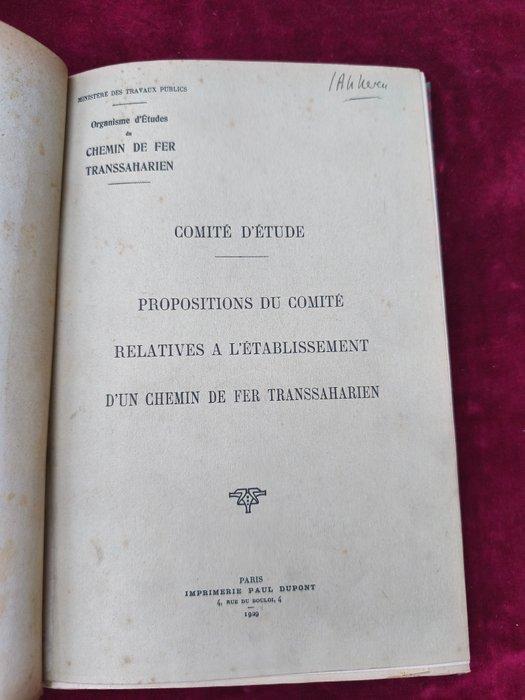 MINISTÈRE DES TRAVAUX PUBLICS
Organisme d'Études
du
CHEMIN DE FER
TRANSSAHARIEN
COMITÉ D'ÉTUDE
PROPOSITIONS DU COMITÉ
RELATIVES A L'ÉTABLISSEMENT
D'UN CHEMIN DE FER TRANSSAHARIEN
PARIS
IMPRIMERIE PAUL DUPONT
4, RUE DU BOULOI, 4
1929